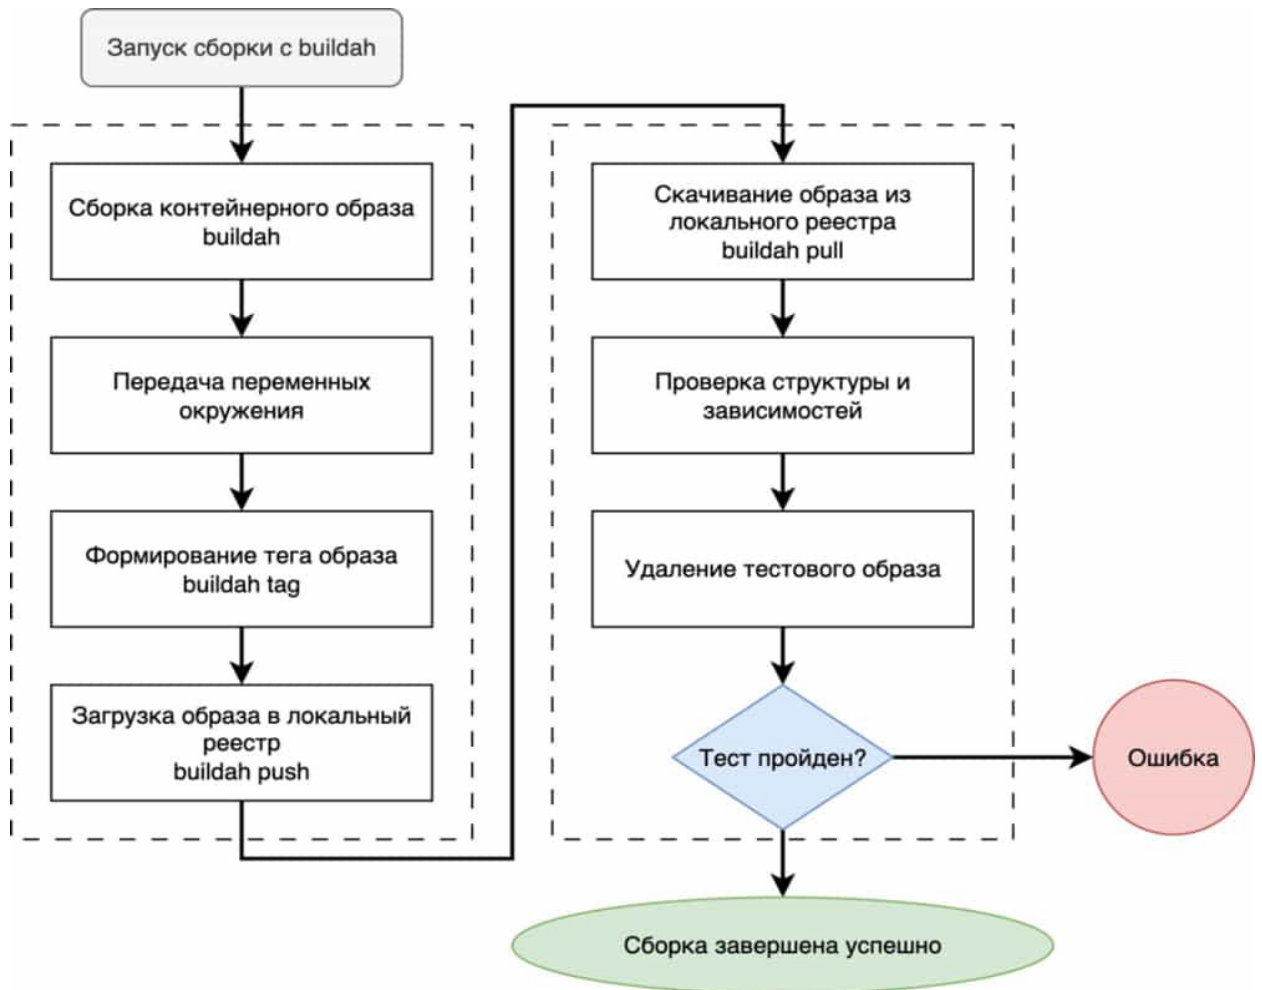 Запуск сборки с buildah
Сборка контейнерного образа
buildah
Передача переменных
окружения
Формирование тега образа
buildah tag
Загрузка образа в локальный
реестр
buildah push
Скачивание образа из
локального реестра
buildah pull
Проверка структуры и
зависимостей
Удаление тестового образа
Тест пройден?
Ошибка
Сборка завершена успешно